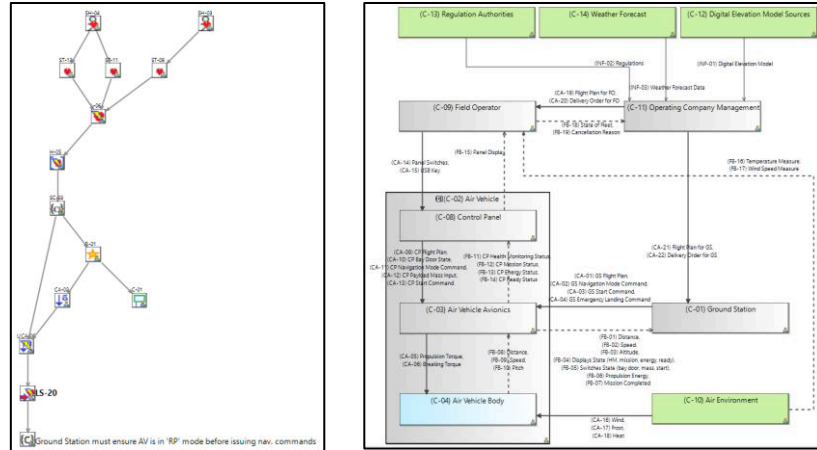 SH-04
ST-12
ST-11
ST-09
LS-20
Ground Station must ensure AV is in 'RP' mode before issuing nav. commands
(C-13) Regulation Authorities
(C-14) Weather Forecast
(C-12) Digital Elevation Model Sources
(INF-02) Regulations
(INF-01) Digital Elevation Model
(INF-03) Weather Forecast Data
(CA-19) Flight Plan for FO,
(CA-20) Delivery Order for FO
(C-09) Field Operator
(C-11) Operating Company Management
(FB-18) State of Fleet,
(FB-19) Cancellation Reason
(FB-15) Panel Display
(FB-16) Temperature Measure,
(FB-17) Wind Speed Measure
(CA-14) Panel Switches,
(CA-15) USB Key
(C-02) Air Vehicle
(C-08) Control Panel
(CA-09) CP Flight Plan,
(CA-10) CP Bay Door State,
(CA-11) CP Navigation Mode Command,
(CA-12) CP Payload Mass Input,
(CA-13) CP Start Command
(FB-11) CP Health Monitoring Status,
(FB-12) CP Mission Status,
(FB-13) CP Energy Status,
(FB-14) CP Ready Status
(CA-21) Flight Plan for GS,
(CA-22) Delivery Order for GS
(CA-01) GS Flight Plan,
(CA-02) GS Navigation Mode Command,
(CA-03) GS Start Command,
(CA-04) GS Emergency Landing Command
(C-03) Air Vehicle Avionics
(C-01) Ground Station
(CA-05) Propulsion Torque,
(CA-06) Breaking Torque
(FB-08) Distance,
(FB-09) Speed,
(FB-10) Pitch
(FB-01) Distance,
(FB-02) Speed,
(FB-03) Altitude,
(FB-04) Displays State (HM, mission, energy, ready),
(FB-05) Switches State (bay door, mass, start),
(FB-06) Propulsion Energy,
(FB-07) Mission Completed
(C-04) Air Vehicle Body
(C-10) Air Environment
(CA-16) Wind,
(CA-17) Frost,
(CA-18) Heat